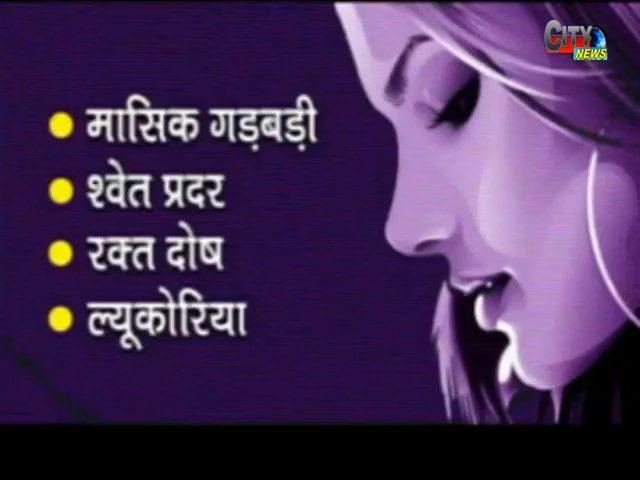 CITY
NEWS
मासिक गड़बड़ी
श्वेत प्रदर
रक्त दोष
ल्यूकोरिया